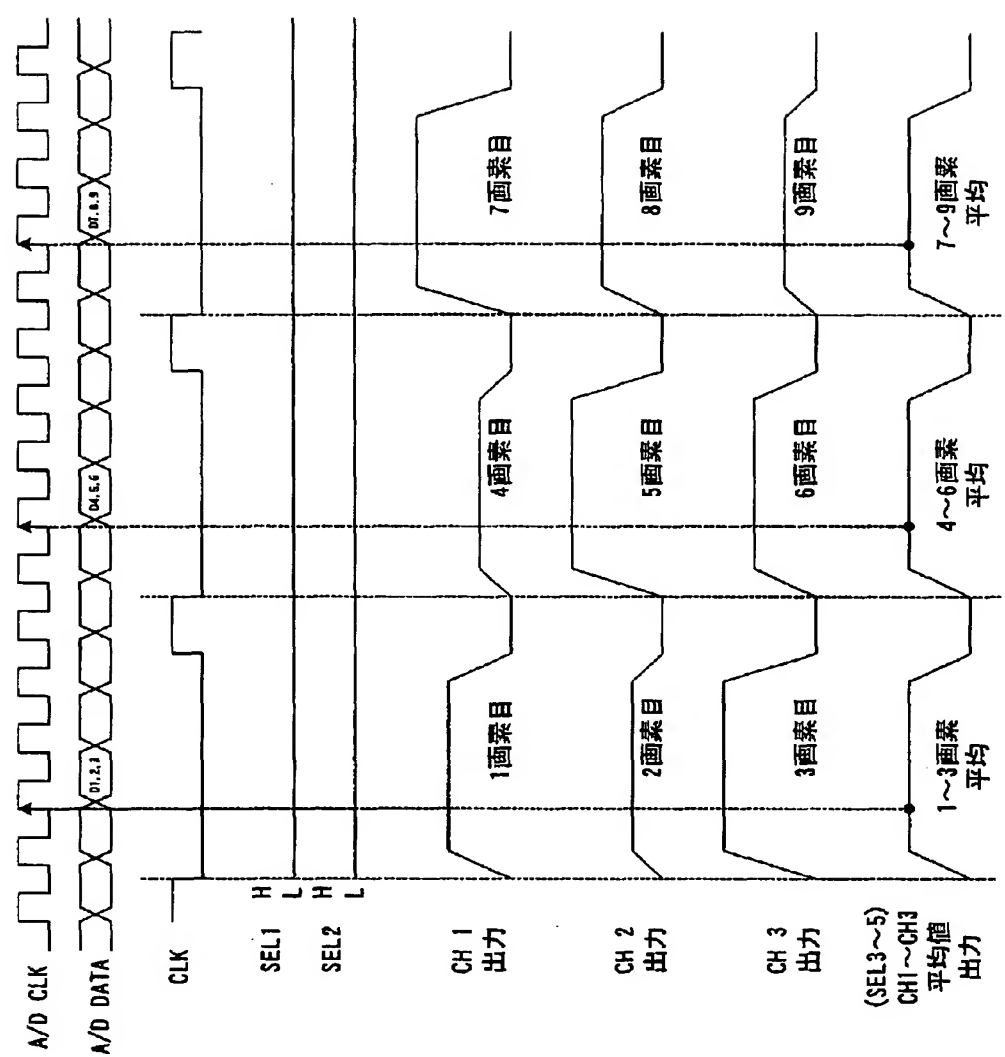 A/D CLK
A/D DATA
D1,2,3
D4,5,6
D7,8,9
CLK
SEL1
H
L
SEL2
H
L
CH 1
出力
1画素目
4画素目
7画素目
CH 2
出力
2画素目
5画素目
8画素目
CH 3
出力
3画素目
6画素目
9画素目
(SEL3～5)
CH1～CH3
平均値
出力
1～3画素
平均
4～6画素
平均
7～9画素
平均